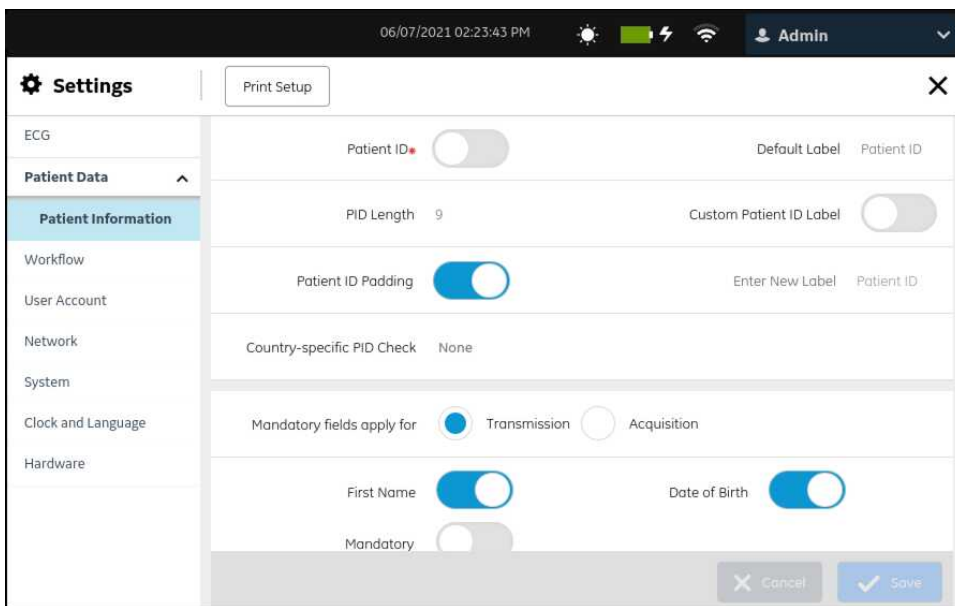 06/07/2021 02:23:43 PM Admin
Settings Print Setup
ECG
Patient Data
Patient Information
Workflow
User Account
Network
System
Clock and Language
Hardware
Patient ID* Default Label Patient ID
PID Length 9 Custom Patient ID Label
Patient ID Padding Enter New Label Patient ID
Country-specific PID Check None
Mandatory fields apply for Transmission Acquisition
First Name Date of Birth
Mandatory
Cancel Save